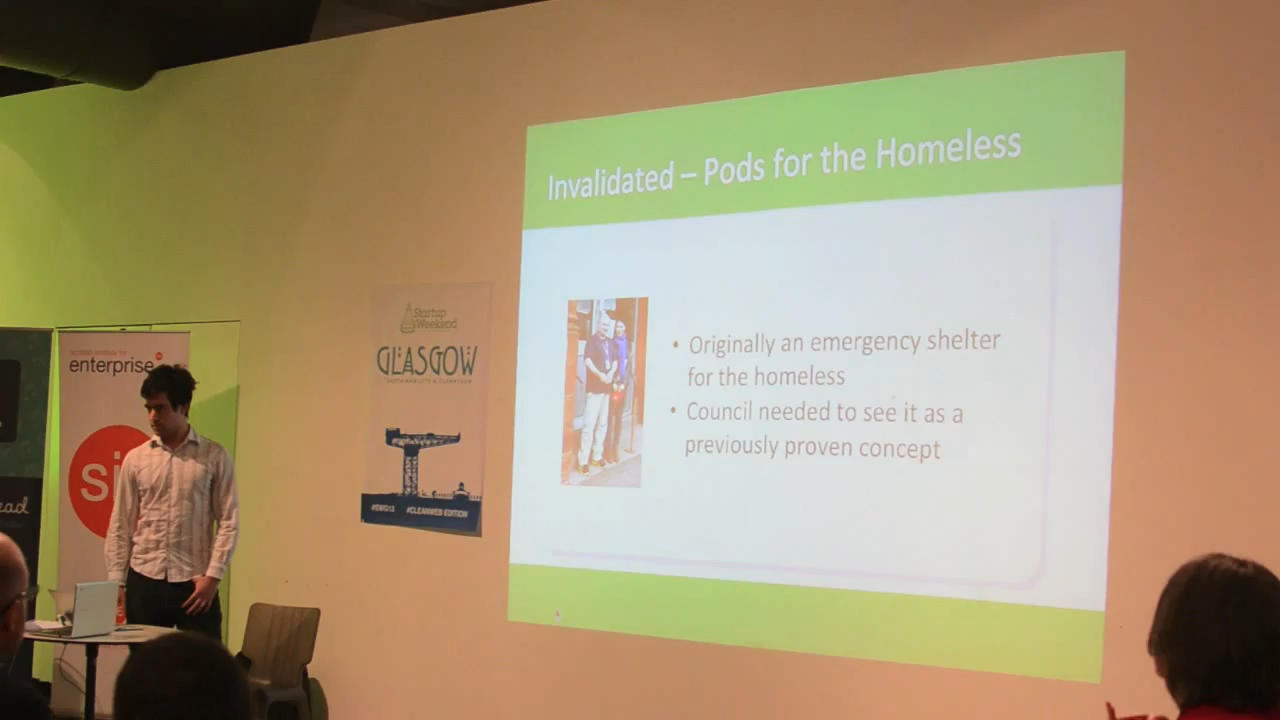 Invalidated – Pods for the Homeless
• Originally an emergency shelter
for the homeless
• Council needed to see it as a
previously proven concept
Startup
Weekend
GLASGOW
#CLEANWEB EDITION
enterprise
si
ead